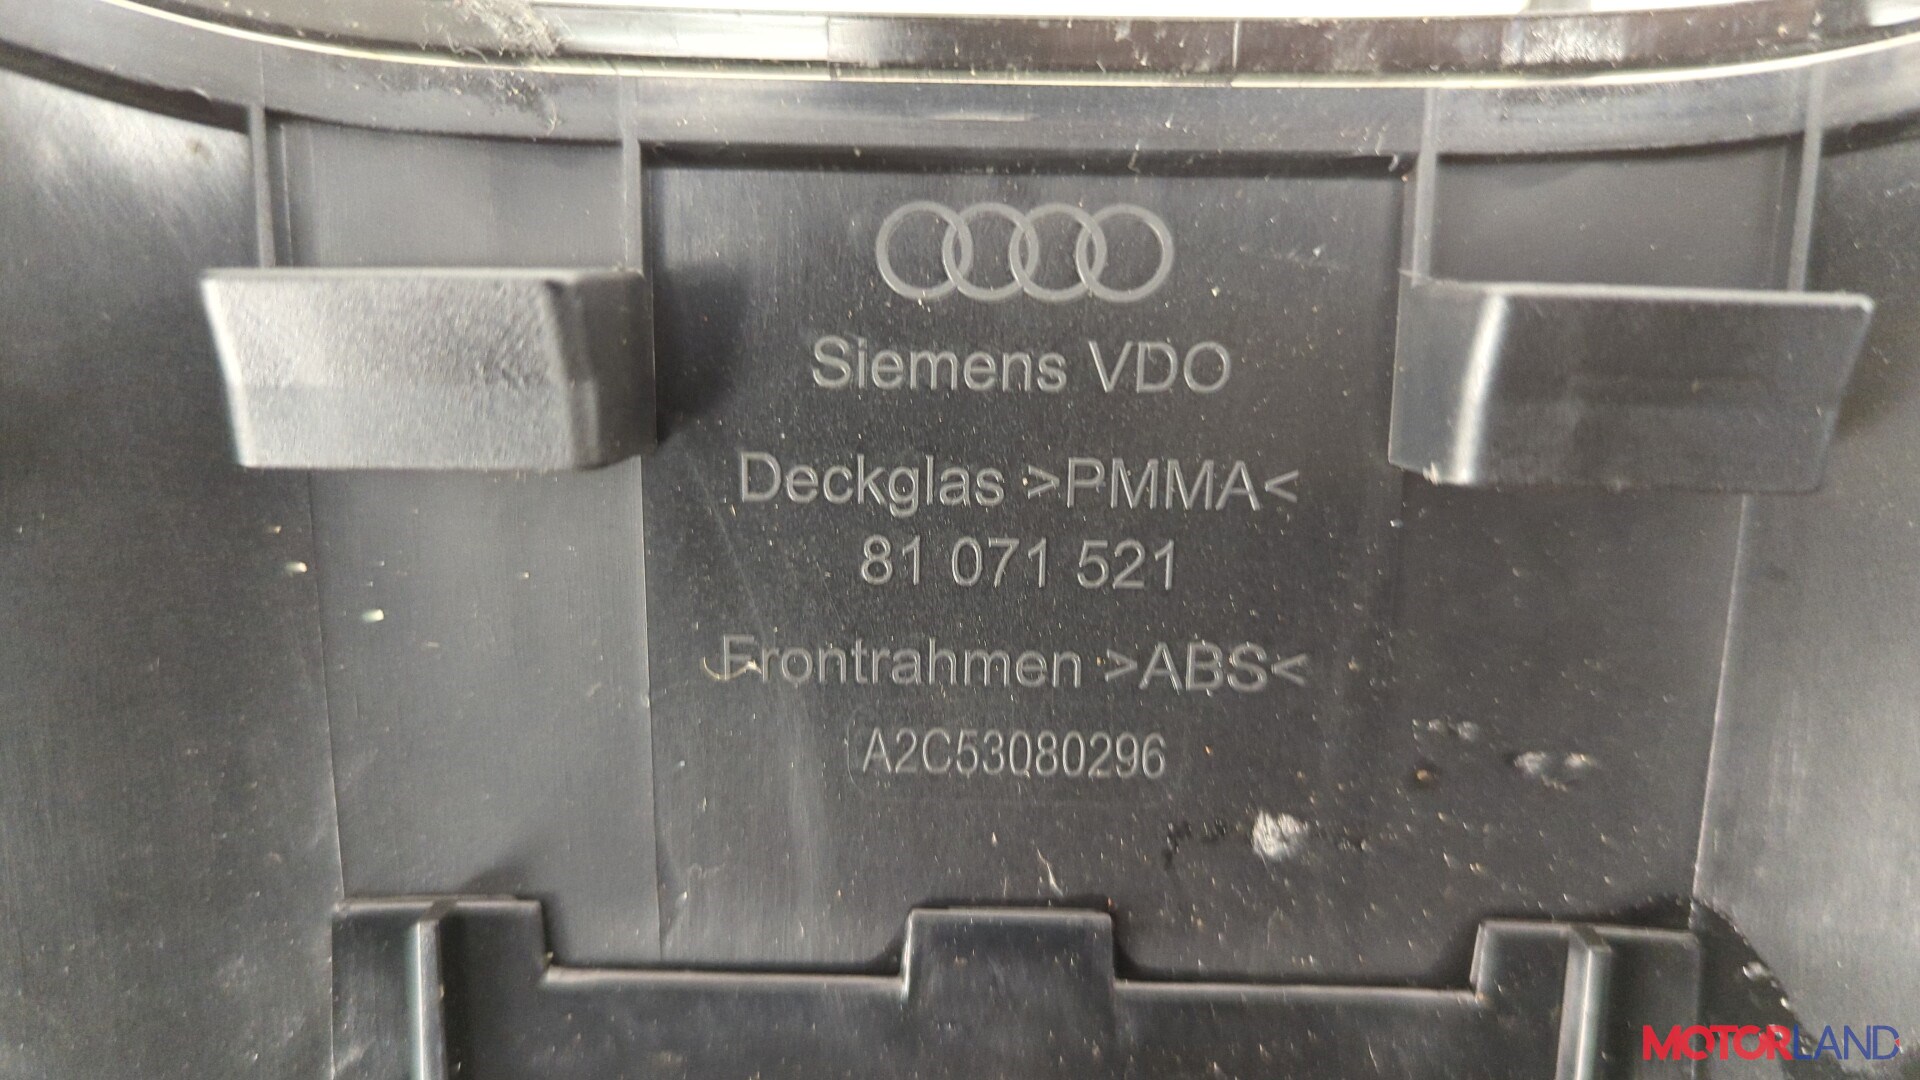 Siemens VDO
Deckglas >PMMA<
81 071 521
Frontrahmen >ABS<
A2C53080296
MOTORLAND